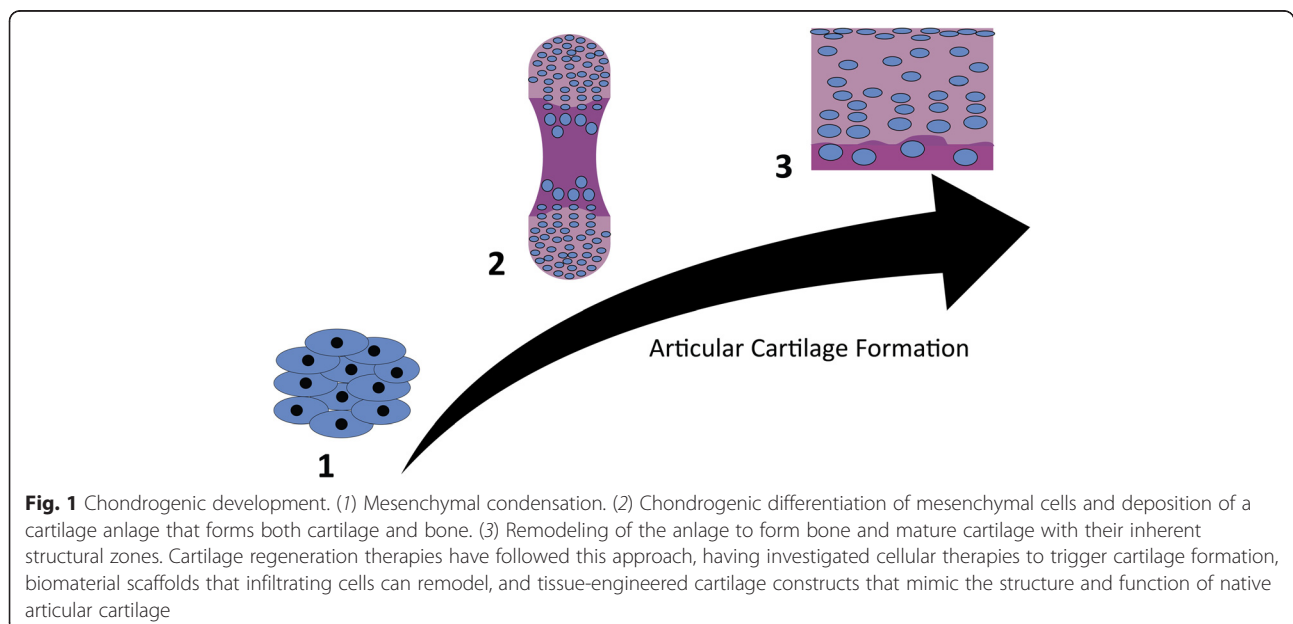 3
2
Articular Cartilage Formation
1
Fig. 1 Chondrogenic development. (1) Mesenchymal condensation. (2) Chondrogenic differentiation of mesenchymal cells and deposition of a
cartilage anlage that forms both cartilage and bone. (3) Remodeling of the anlage to form bone and mature cartilage with their inherent
structural zones. Cartilage regeneration therapies have followed this approach, having investigated cellular therapies to trigger cartilage formation,
biomaterial scaffolds that infiltrating cells can remodel, and tissue-engineered cartilage constructs that mimic the structure and function of native
articular cartilage